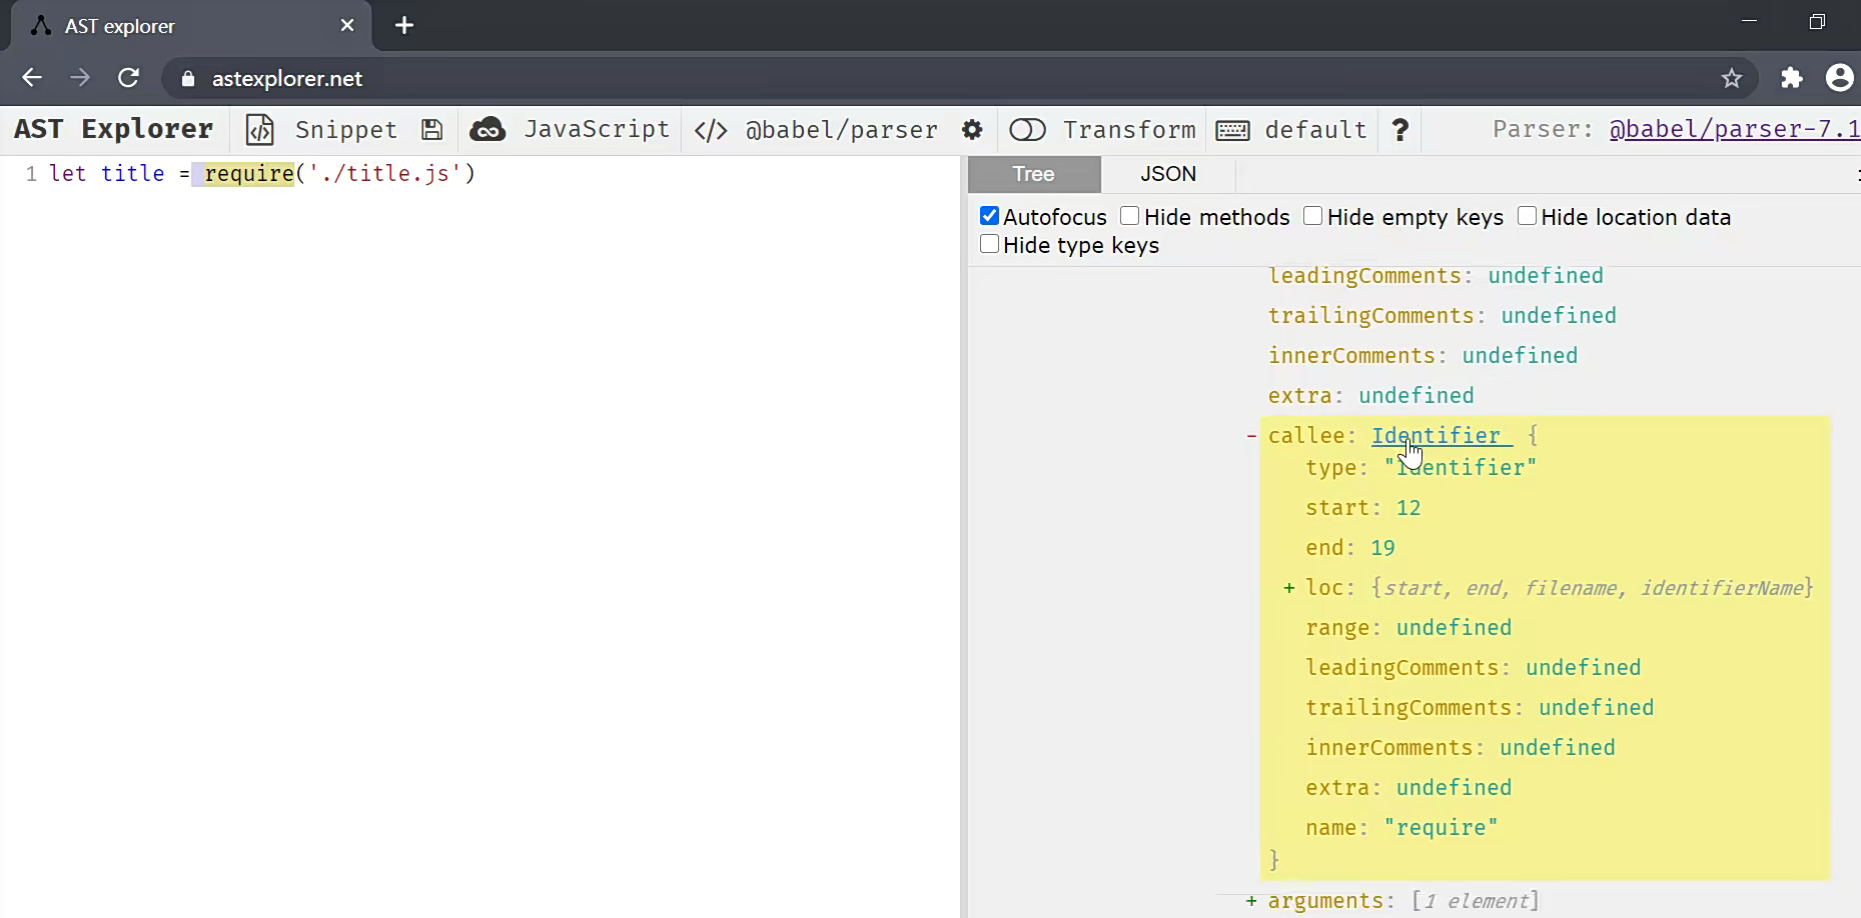 AST explorer
astexplorer.net
AST Explorer Snippet JavaScript </> @babel/parser Transform default ? Parser: @babel/parser-7.1
1 let title = require('./title.js')
Tree JSON
Autofocus Hide methods Hide empty keys Hide location data
Hide type keys
leadingComments: undefined
trailingComments: undefined
innerComments: undefined
extra: undefined
- callee: Identifier {
type: "Identifier"
start: 12
end: 19
+ loc: {start, end, filename, identifierName}
range: undefined
leadingComments: undefined
trailingComments: undefined
innerComments: undefined
extra: undefined
name: "require"
}
+ arguments: [1 element]